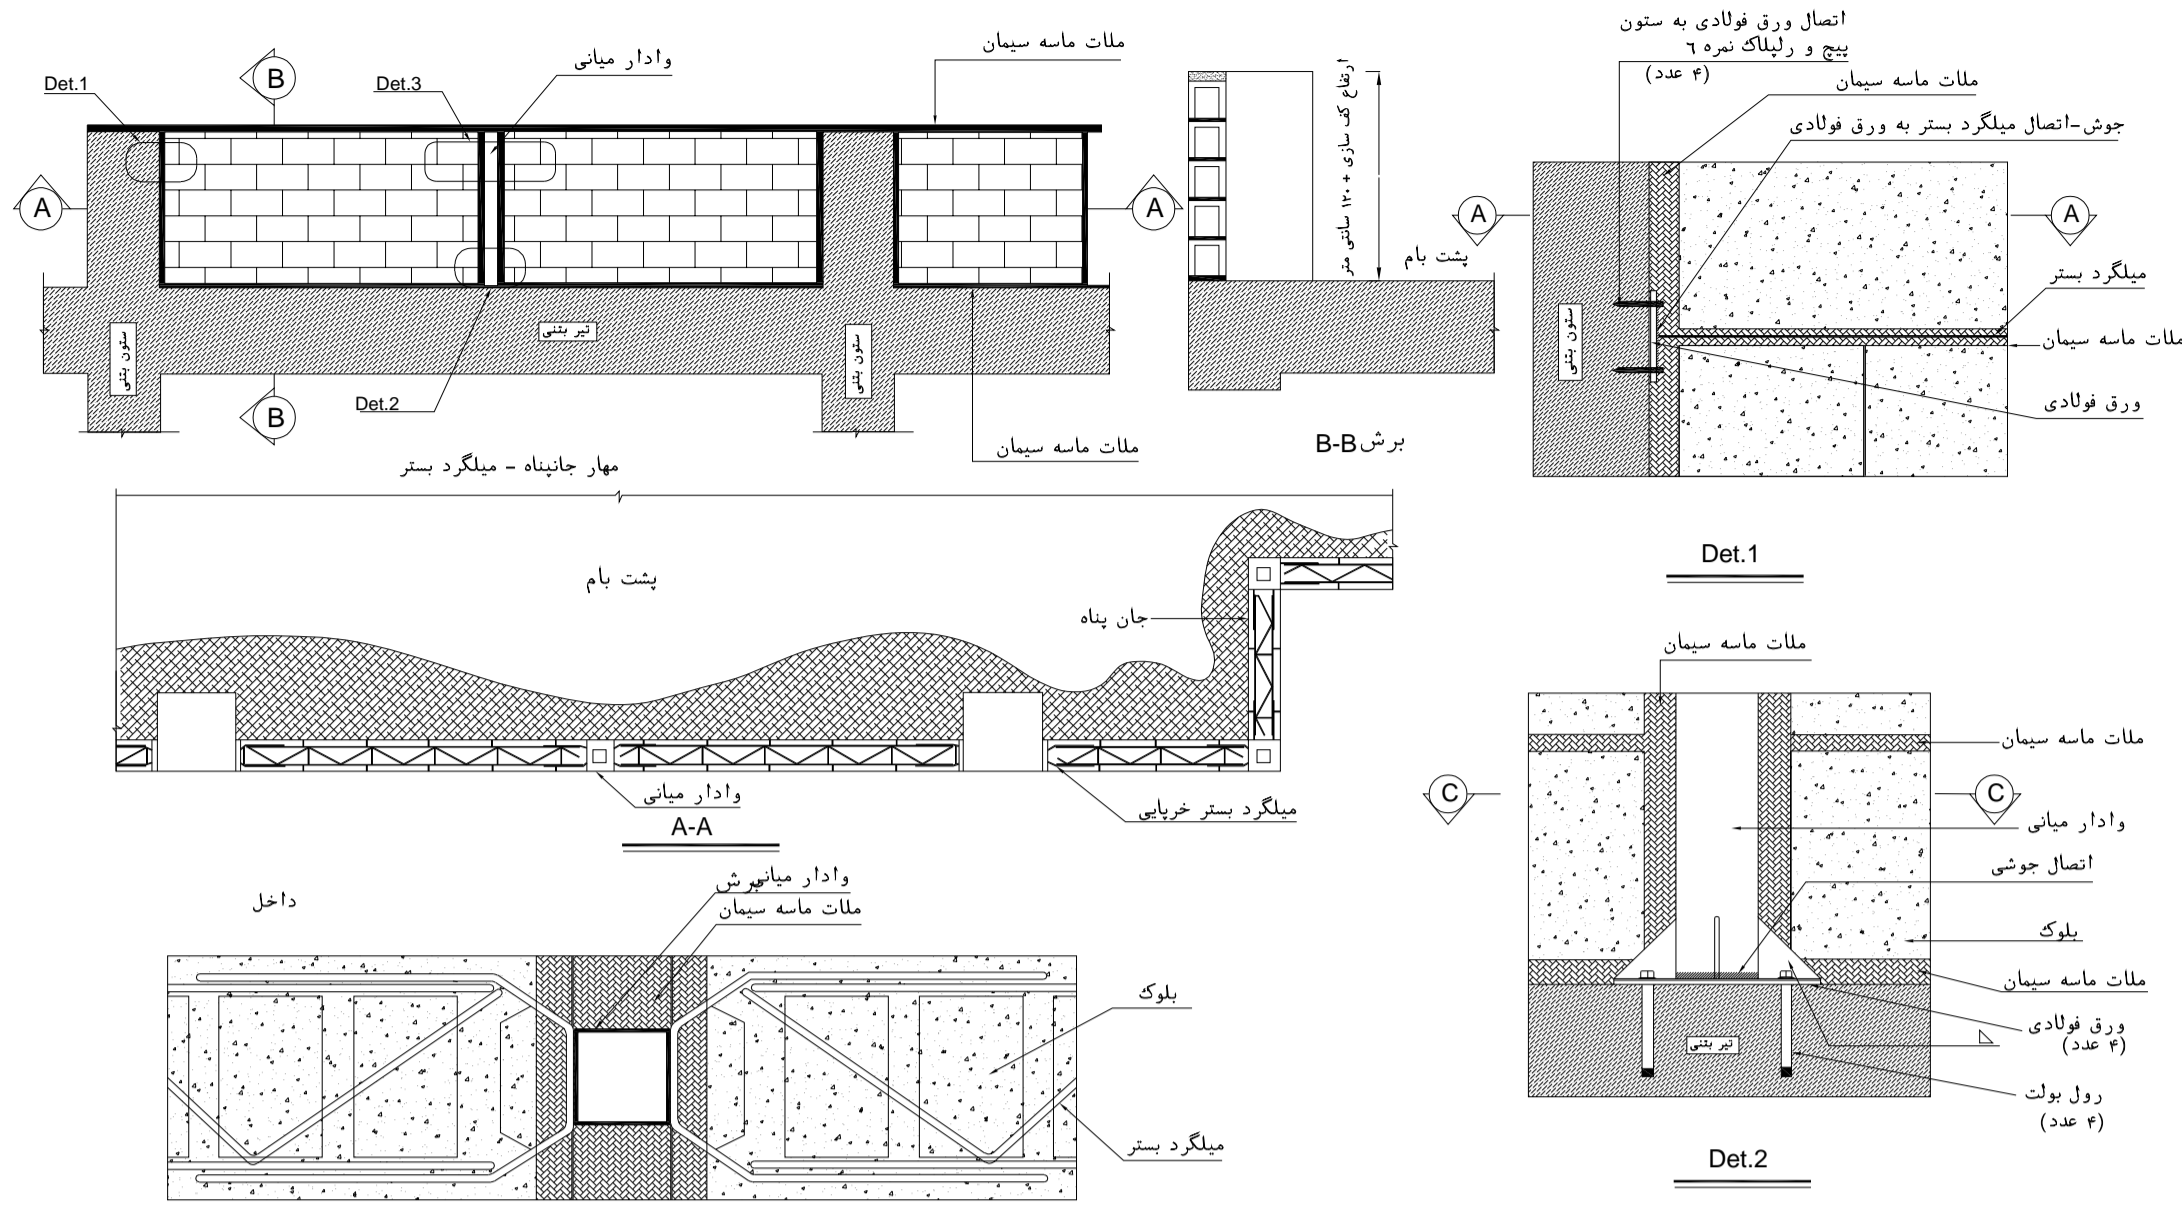 Det.1
B
Det.3
وادار میانی
ملات ماسه سیمان
A
A
ستون بتنی
تیر بتنی
ستون بتنی
Det.2
B
ملات ماسه سیمان
مهار جانپناه - میلگرد بستر
ارتفاع کف سازی + ۱۲۰ سانتی متر
پشت بام
برش B-B
اتصال ورق فولادی به ستون
پیچ و رلپلاک نمره ٦
(۴ عدد)
ملات ماسه سیمان
جوش-اتصال میلگرد بستر به ورق فولادی
A
A
میلگرد بستر
ملات ماسه سیمان
ستون بتنی
ورق فولادی
Det.1
پشت بام
جان پناه
وادار میانی
میلگرد بستر خرپایی
A-A
برش
وادار میانی
ملات ماسه سیمان
داخل
بلوک
میلگرد بستر
ملات ماسه سیمان
ملات ماسه سیمان
C
C
وادار میانی
اتصال جوشی
بلوک
ملات ماسه سیمان
ورق فولادی
(۴ عدد)
تیر بتنی
رول بولت
(۴ عدد)
Det.2